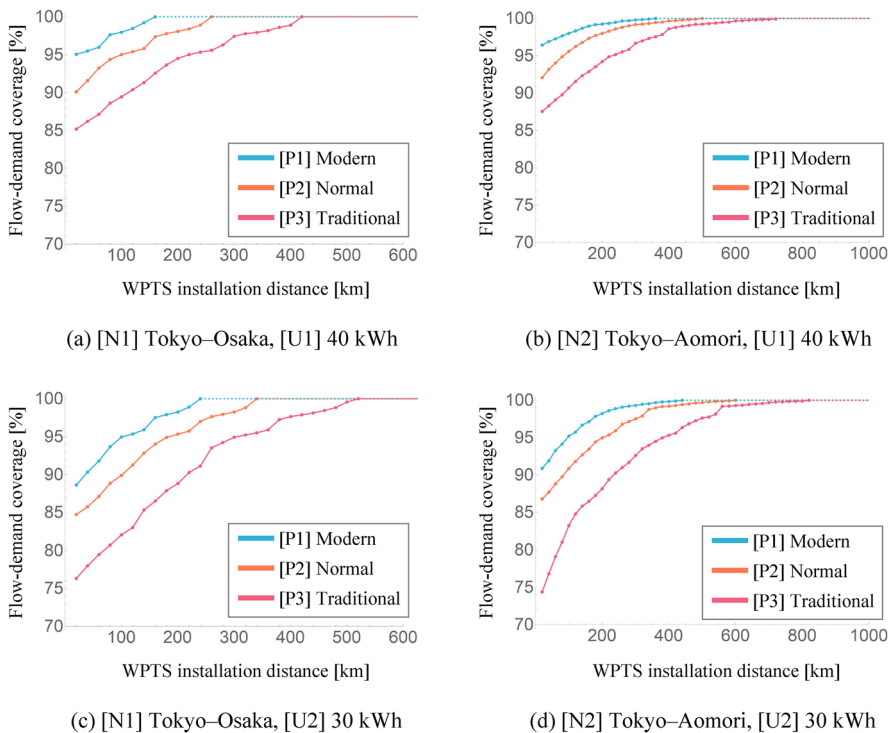 Flow-demand coverage [%]
100
95
90
85
80
75
70
100 200 300 400 500 600
WPTS installation distance [km]
[P1] Modern
[P2] Normal
[P3] Traditional
(a) [N1] Tokyo–Osaka, [U1] 40 kWh
Flow-demand coverage [%]
100
95
90
85
80
75
70
200 400 600 800 1000
WPTS installation distance [km]
[P1] Modern
[P2] Normal
[P3] Traditional
(b) [N2] Tokyo–Aomori, [U1] 40 kWh
Flow-demand coverage [%]
100
95
90
85
80
75
70
100 200 300 400 500 600
WPTS installation distance [km]
[P1] Modern
[P2] Normal
[P3] Traditional
(c) [N1] Tokyo–Osaka, [U2] 30 kWh
Flow-demand coverage [%]
100
95
90
85
80
75
70
200 400 600 800 1000
WPTS installation distance [km]
[P1] Modern
[P2] Normal
[P3] Traditional
(d) [N2] Tokyo–Aomori, [U2] 30 kWh